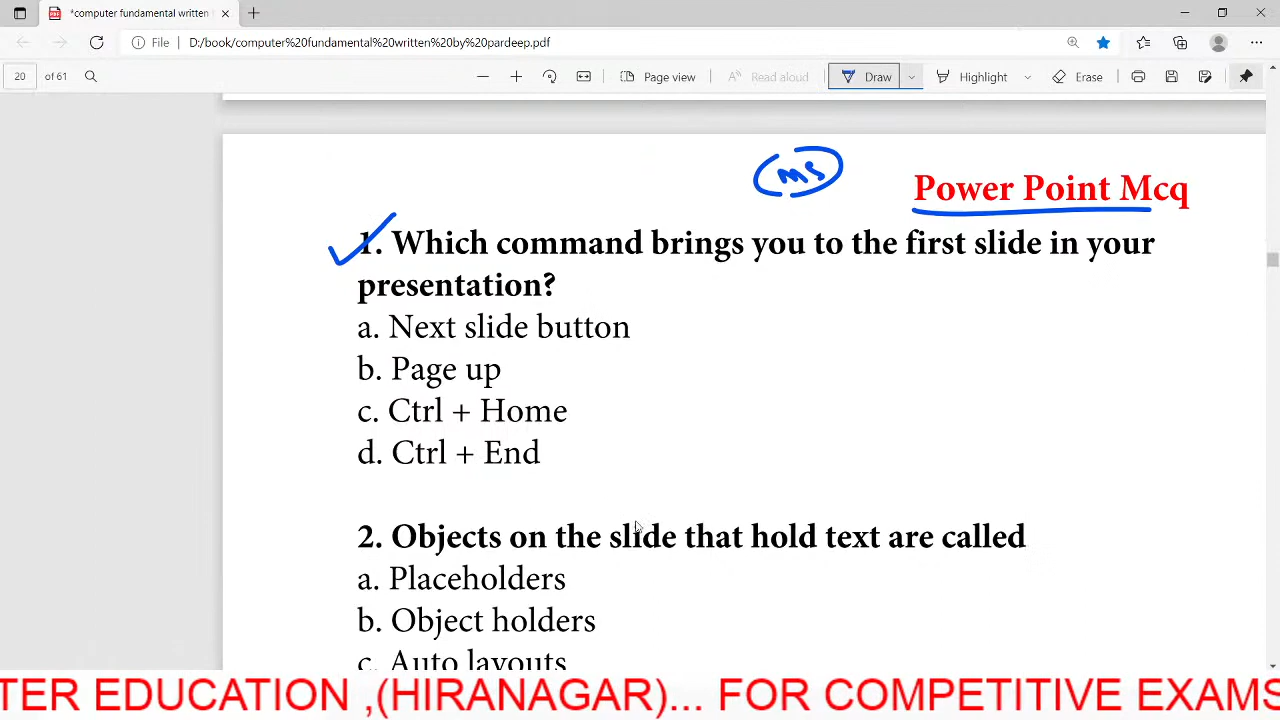 *computer fundamental written
File D:/book/computer%20fundamental%20written%20by%20pardeep.pdf
20 of 61 Page view Read aloud Draw Highlight Erase
MS
Power Point Mcq
1. Which command brings you to the first slide in your
presentation?
a. Next slide button
b. Page up
c. Ctrl + Home
d. Ctrl + End
2. Objects on the slide that hold text are called
a. Placeholders
b. Object holders
c. Auto layouts
TER EDUCATION ,(HIRANAGAR)... FOR COMPETITIVE EXAMS